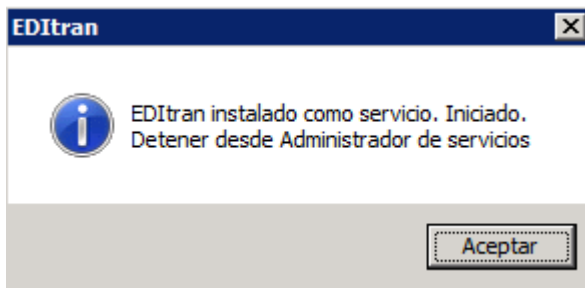 EDItran
EDItran instalado como servicio. Iniciado.
Detener desde Administrador de servicios
Aceptar